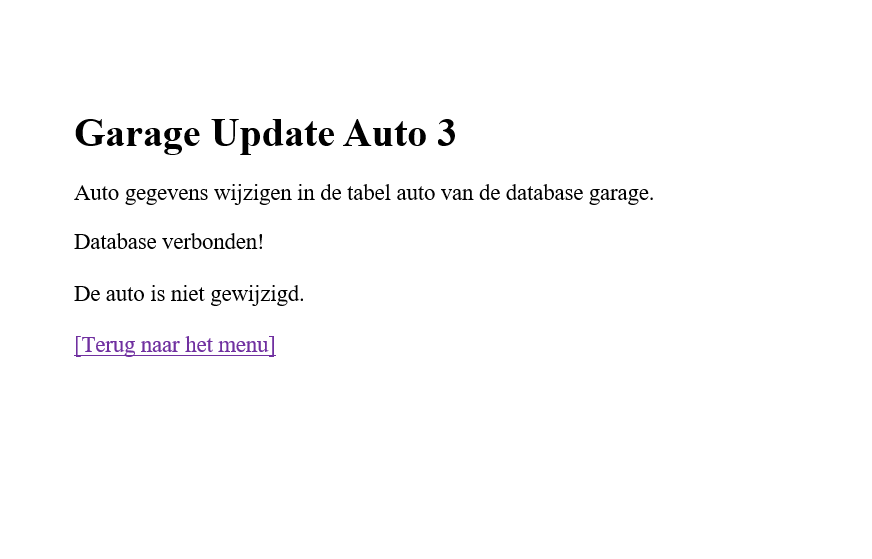 Garage Update Auto 3
Auto gegevens wijzigen in de tabel auto van de database garage.
Database verbonden!
De auto is niet gewijzigd.
[Terug naar het menu]